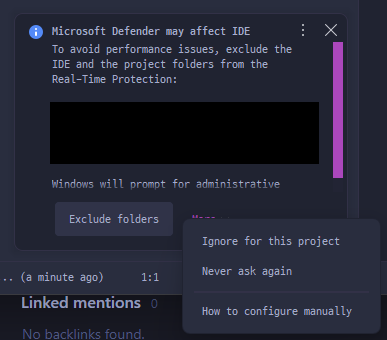 Microsoft Defender may affect IDE
To avoid performance issues, exclude the
IDE and the project folders from the
Real-Time Protection:
Windows will prompt for administrative
Exclude folders
More
Ignore for this project
Never ask again
How to configure manually
.. (a minute ago) 1:1
Linked mentions 0
No backlinks found.